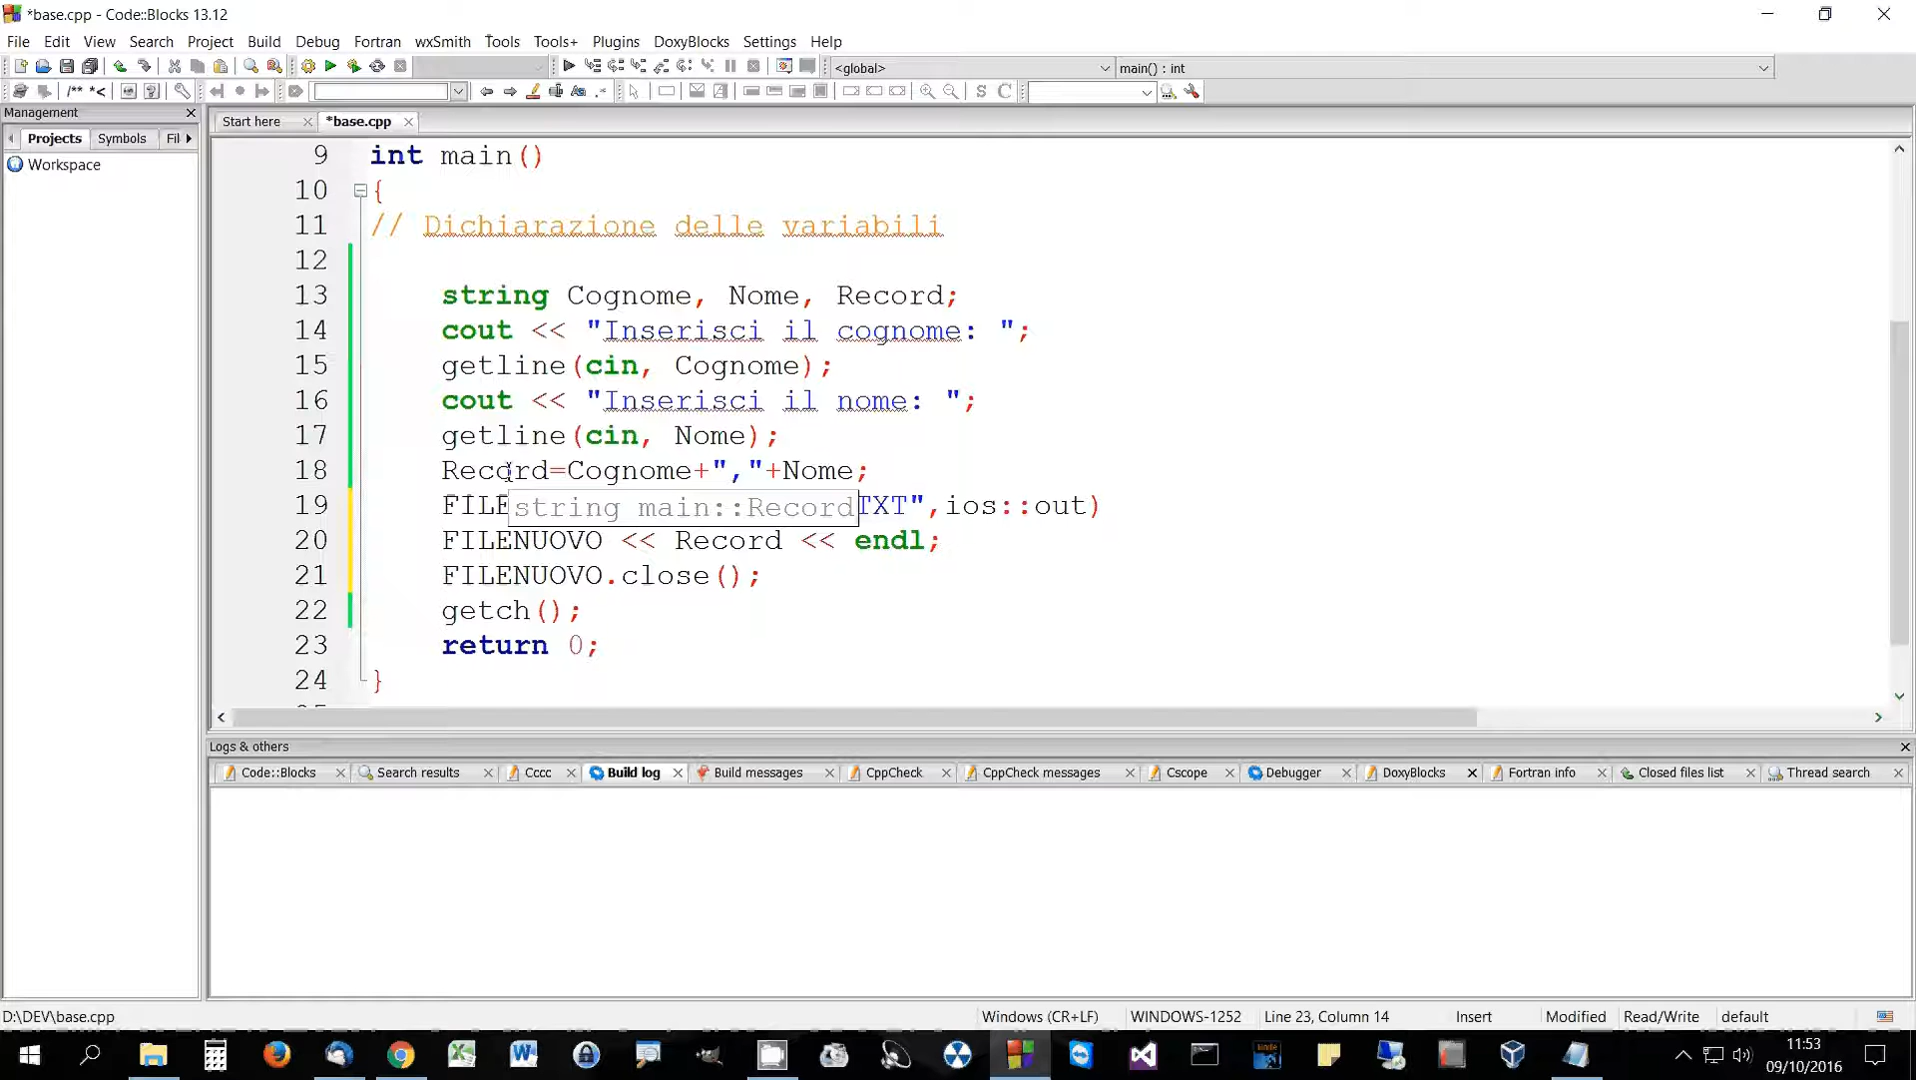 *base.cpp - Code::Blocks 13.12
File Edit View Search Project Build Debug Fortran wxSmith Tools Tools+ Plugins DoxyBlocks Settings Help
<global> main() : int
/** *<
S C
Management
Projects Symbols Fil
Workspace
Start here *base.cpp
9 int main()
10 {
11 // Dichiarazione delle variabili
12
13 string Cognome, Nome, Record;
14 cout << "Inserisci il cognome: ";
15 getline(cin, Cognome);
16 cout << "Inserisci il nome: ";
17 getline(cin, Nome);
18 Record=Cognome+","+Nome;
19 FILE string main::Record TXT",ios::out)
20 FILENUOVO << Record << endl;
21 FILENUOVO.close();
22 getch();
23 return 0;
24 }
Logs & others
Code::Blocks Search results Cccc Build log Build messages CppCheck CppCheck messages Cscope Debugger DoxyBlocks Fortran info Closed files list Thread search
D:\DEV\base.cpp Windows (CR+LF) WINDOWS-1252 Line 23, Column 14 Insert Modified Read/Write default
11:53
09/10/2016